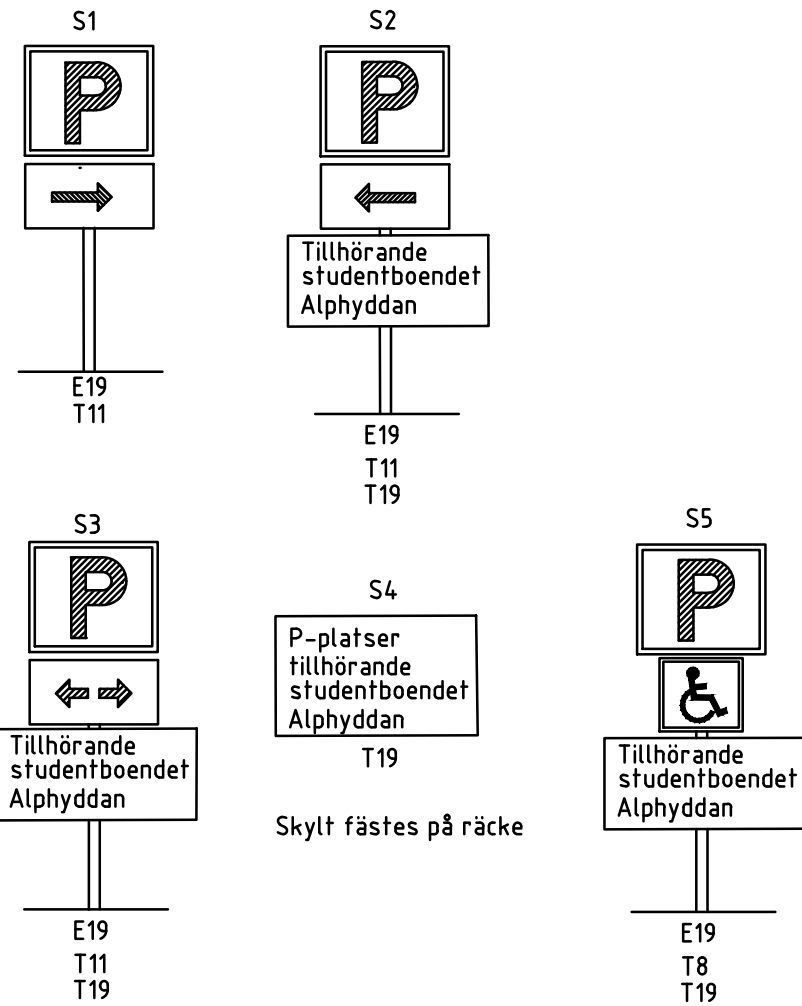 S1
P
E19
T11
S2
P
Tillhörande
studentboendet
Alphyddan
E19
T11
T19
S3
P
Tillhörande
studentboendet
Alphyddan
E19
T11
T19
S4
P-platser
tillhörande
studentboendet
Alphyddan
T19
Skylt fästes på räcke
S5
P
Tillhörande
studentboendet
Alphyddan
E19
T8
T19